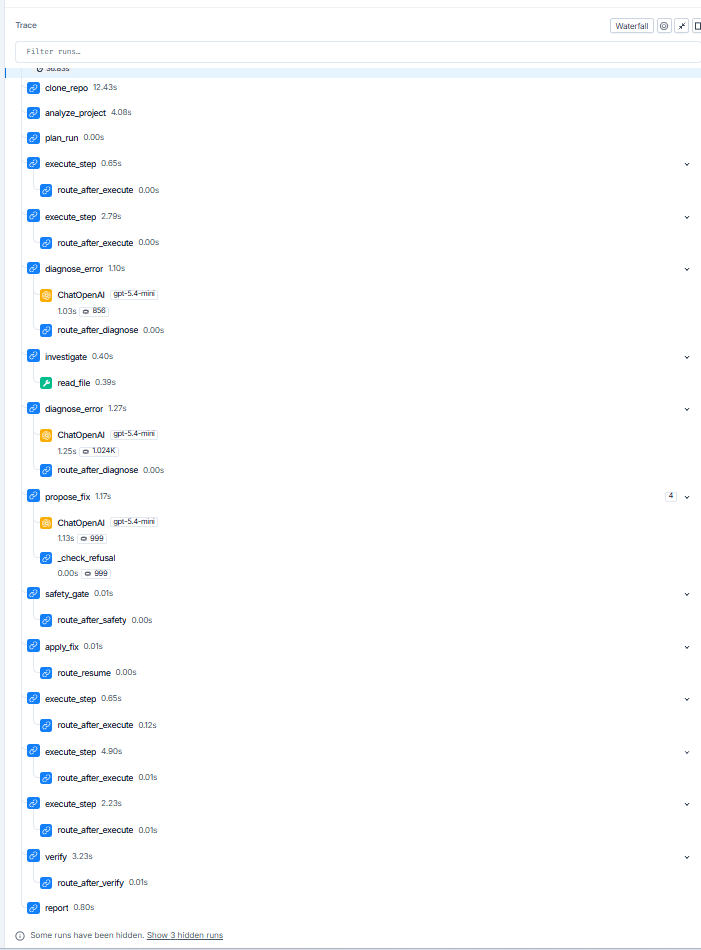 Trace
Waterfall
Filter runs…
36.83s
clone_repo 12.43s
analyze_project 4.08s
plan_run 0.00s
execute_step 0.65s
route_after_execute 0.00s
execute_step 2.79s
route_after_execute 0.00s
diagnose_error 1.10s
ChatOpenAI gpt-5.4-mini
1.03s 856
route_after_diagnose 0.00s
investigate 0.40s
read_file 0.39s
diagnose_error 1.27s
ChatOpenAI gpt-5.4-mini
1.25s 1.024K
route_after_diagnose 0.00s
propose_fix 1.17s 4
ChatOpenAI gpt-5.4-mini
1.13s 999
_check_refusal
0.00s 999
safety_gate 0.01s
route_after_safety 0.00s
apply_fix 0.01s
route_resume 0.00s
execute_step 0.65s
route_after_execute 0.12s
execute_step 4.90s
route_after_execute 0.01s
execute_step 2.23s
route_after_execute 0.01s
verify 3.23s
route_after_verify 0.01s
report 0.80s
Some runs have been hidden. Show 3 hidden runs